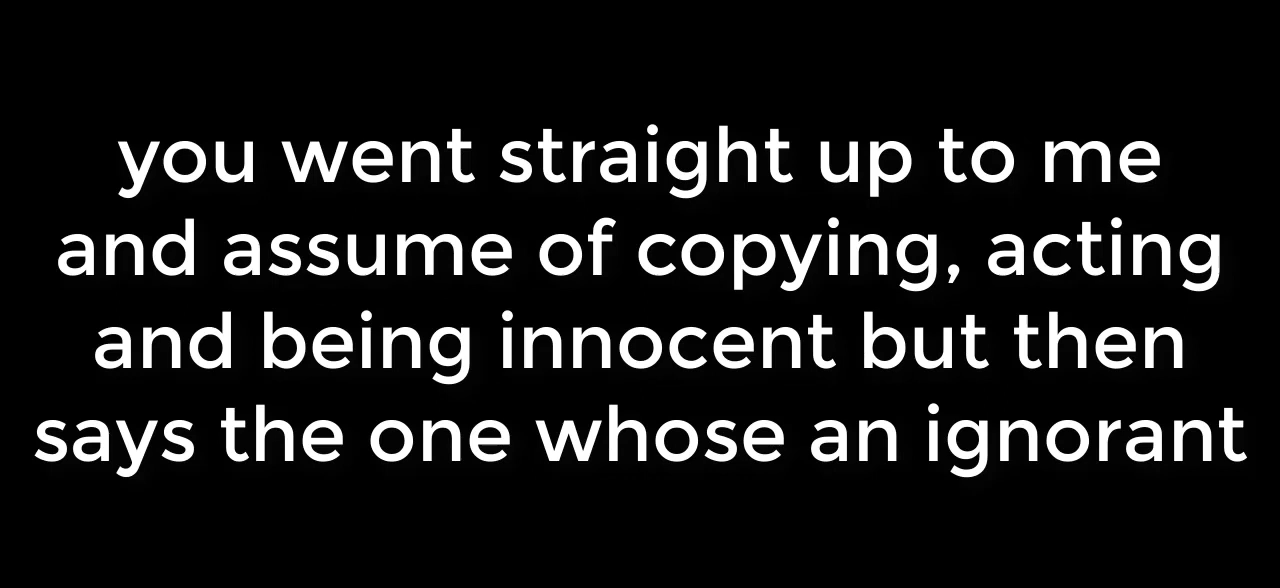 you went straight up to me
and assume of copying, acting
and being innocent but then
says the one whose an ignorant